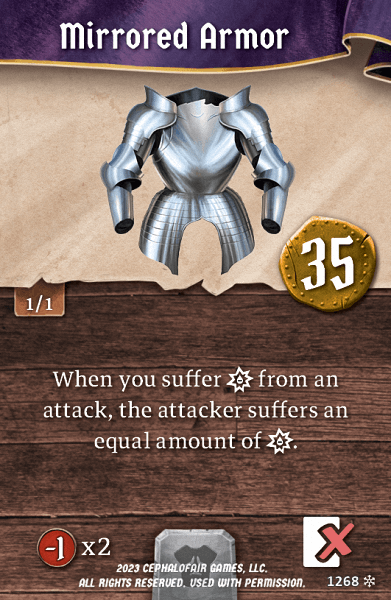 Mirrored Armor
35
1/1
When you suffer from an
attack, the attacker suffers an
equal amount of .
-1 x2
2023 CEPHALOFAIR GAMES, LLC.
ALL RIGHTS RESERVED. USED WITH PERMISSION.
1268